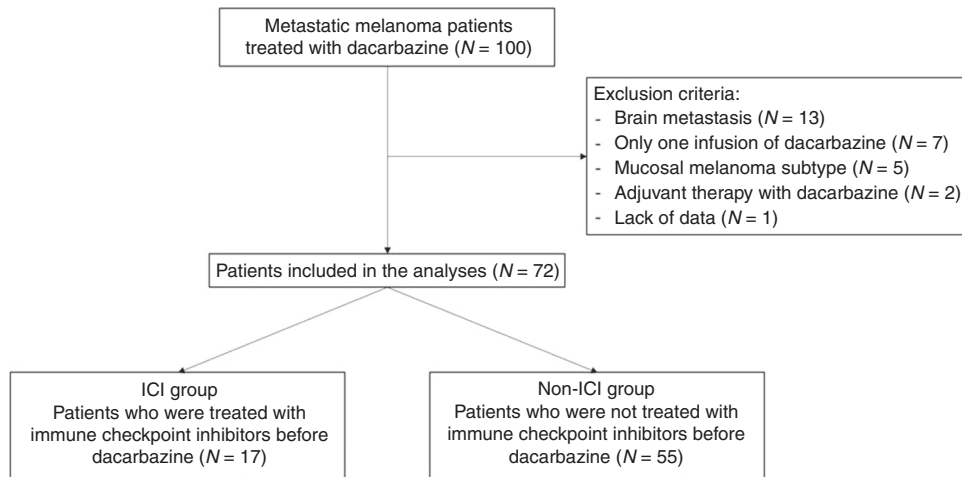 Metastatic melanoma patients
treated with dacarbazine (N = 100)
Exclusion criteria:
- Brain metastasis (N = 13)
- Only one infusion of dacarbazine (N = 7)
- Mucosal melanoma subtype (N = 5)
- Adjuvant therapy with dacarbazine (N = 2)
- Lack of data (N = 1)
Patients included in the analyses (N = 72)
ICI group
Patients who were treated with
immune checkpoint inhibitors before
dacarbazine (N = 17)
Non-ICI group
Patients who were not treated with
immune checkpoint inhibitors before
dacarbazine (N = 55)